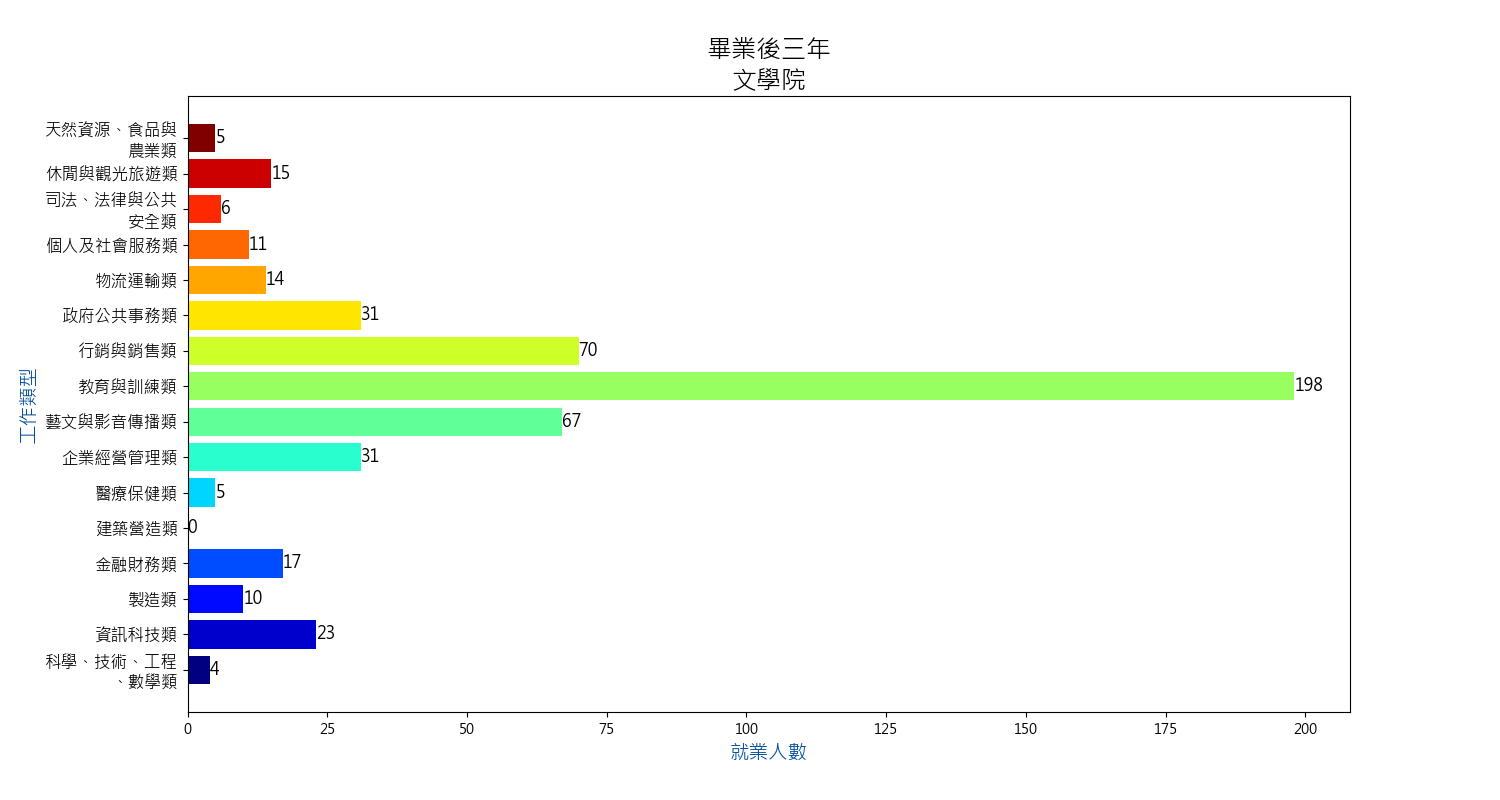 畢業後三年
文學院
天然資源、食品與
農業類
5
休閒與觀光旅遊類
15
司法、法律與公共
安全類
6
個人及社會服務類
11
物流運輸類
14
政府公共事務類
31
行銷與銷售類
70
教育與訓練類
198
藝文與影音傳播類
67
企業經營管理類
31
醫療保健類
5
建築營造類
0
金融財務類
17
製造類
10
資訊科技類
23
科學、技術、工程
、數學類
4
工作類型
0 25 50 75 100 125 150 175 200
就業人數